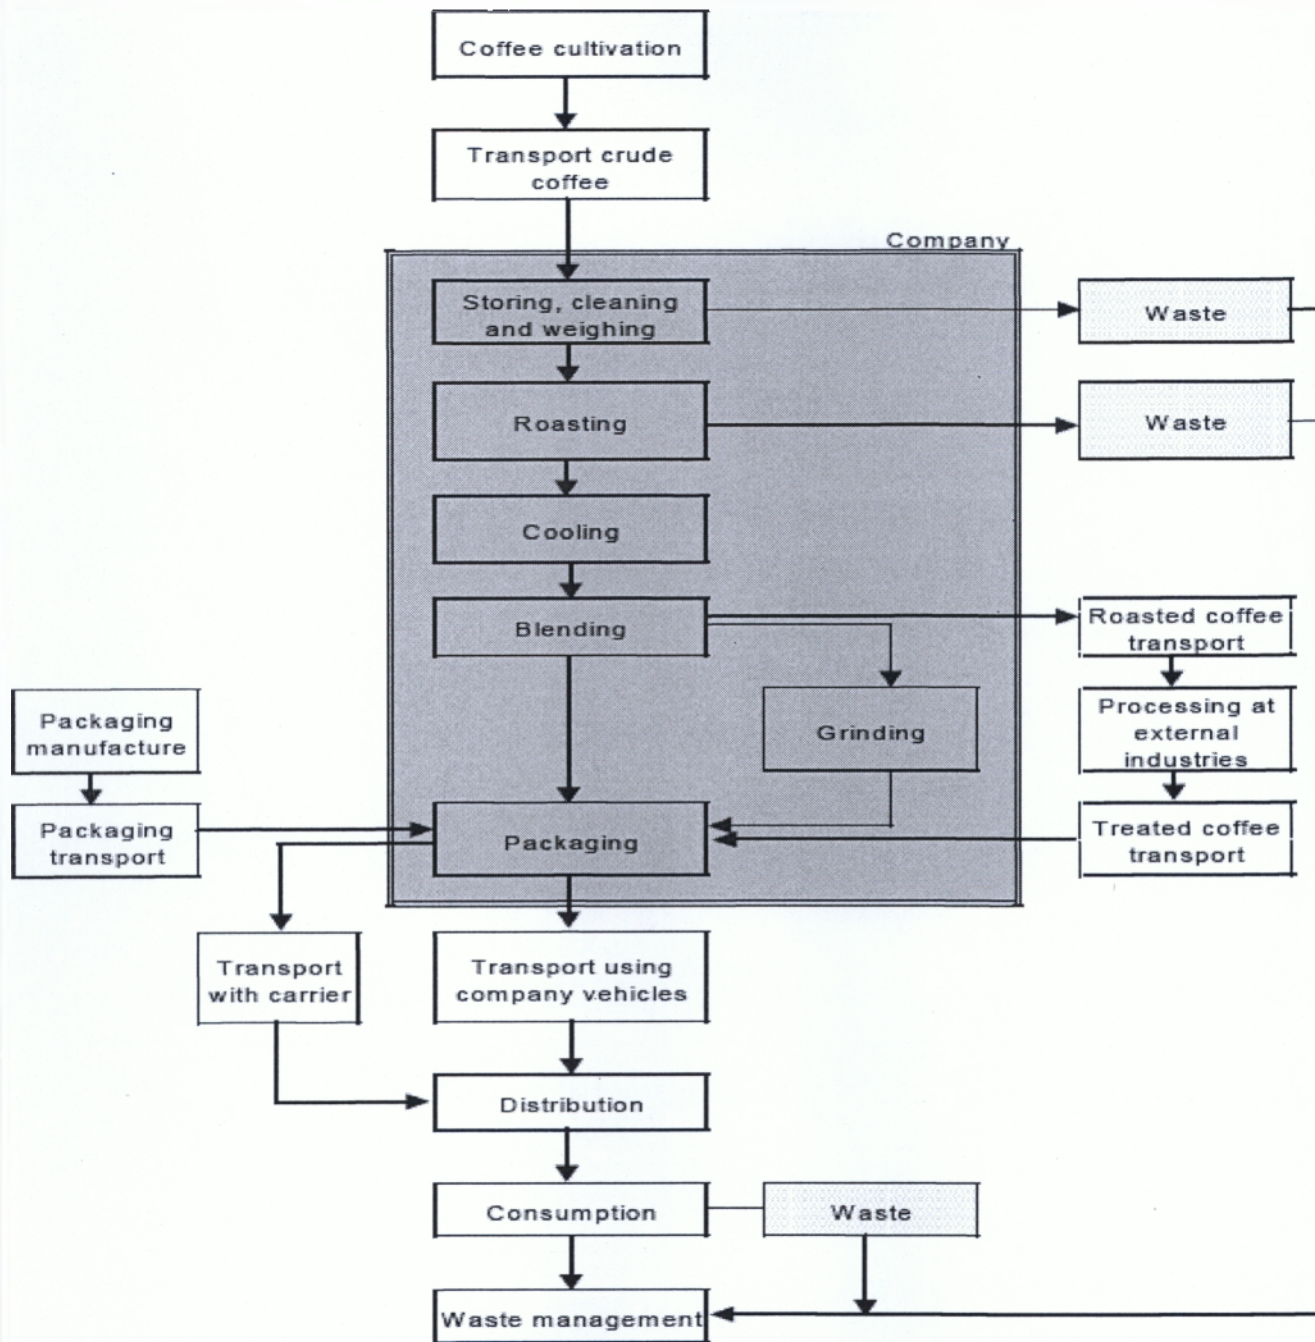 Coffee cultivation
Transport crude
coffee
Company
Storing, cleaning
and weighing
Waste
Roasting
Waste
Cooling
Blending
Roasted coffee
transport
Packaging
manufacture
Grinding
Processing at
external
industries
Packaging
transport
Packaging
Treated coffee
transport
Transport
with carrier
Transport using
company vehicles
Distribution
Consumption
Waste
Waste management